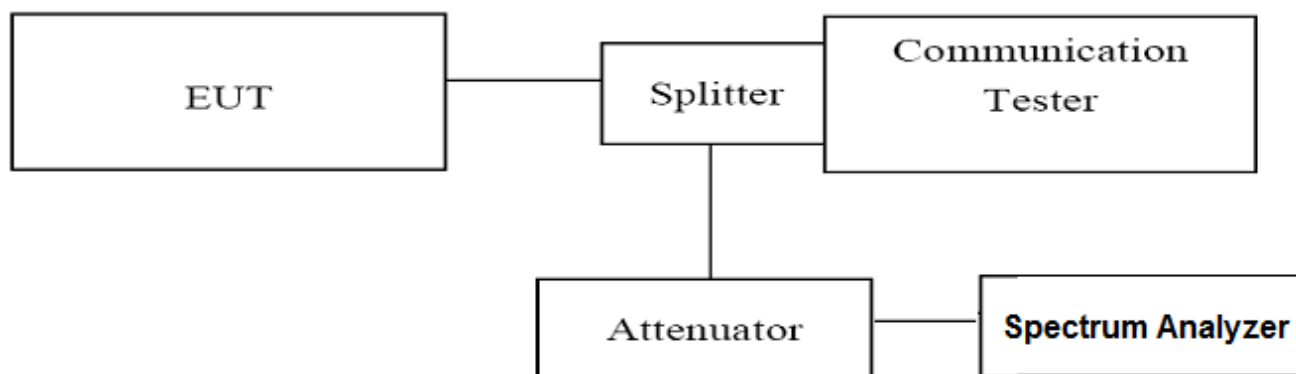 EUT
Splitter
Communication
Tester
Attenuator
Spectrum Analyzer